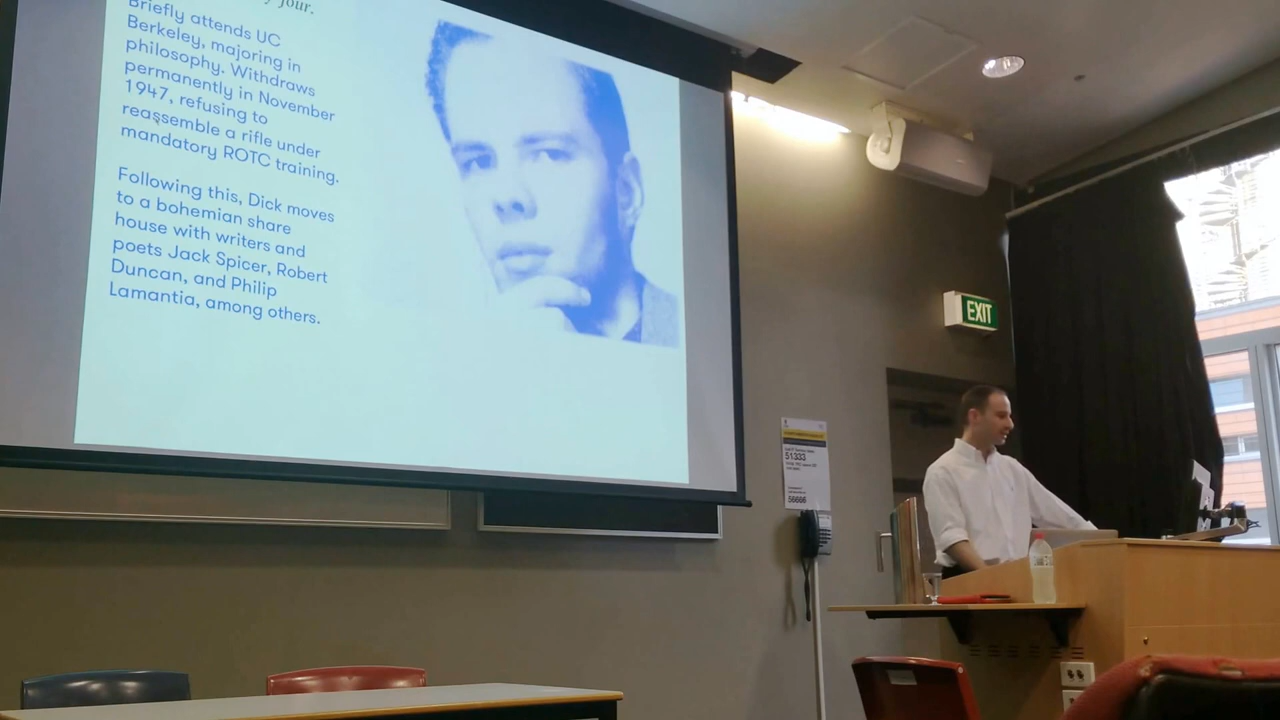 y four.
Briefly attends UC
Berkeley, majoring in
philosophy. Withdraws
permanently in November
1947, refusing to
reassemble a rifle under
mandatory ROTC training.
Following this, Dick moves
to a bohemian share
house with writers and
poets Jack Spicer, Robert
Duncan, and Philip
Lamantia, among others.
EXIT
51333
56666